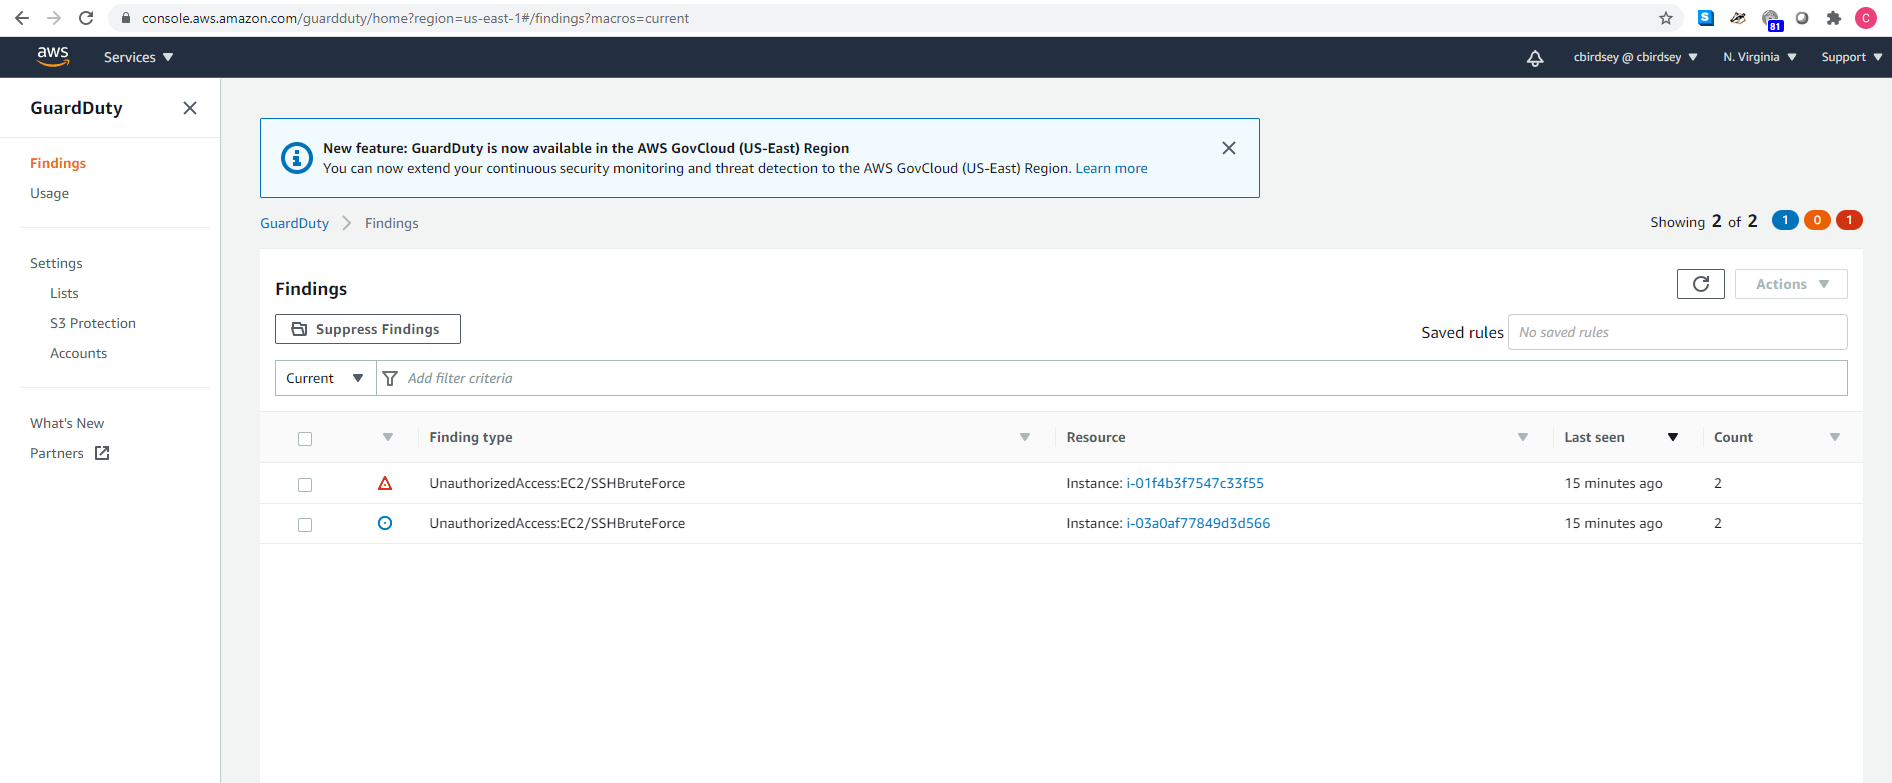 console.aws.amazon.com/guardduty/home?region=us-east-1#/findings?macros=current
S
81
C
aws
Services
cbirdsey @ cbirdsey
N. Virginia
Support
GuardDuty
Findings
Usage
Settings
Lists
S3 Protection
Accounts
What's New
Partners
New feature: GuardDuty is now available in the AWS GovCloud (US-East) Region
You can now extend your continuous security monitoring and threat detection to the AWS GovCloud (US-East) Region. Learn more
GuardDuty Findings
Showing 2 of 2 1 0 1
Findings
Actions
Suppress Findings
Saved rules No saved rules
Current Add filter criteria
Finding type Resource Last seen Count
UnauthorizedAccess:EC2/SSHBruteForce Instance: i-01f4b3f7547c33f55 15 minutes ago 2
UnauthorizedAccess:EC2/SSHBruteForce Instance: i-03a0af77849d3d566 15 minutes ago 2